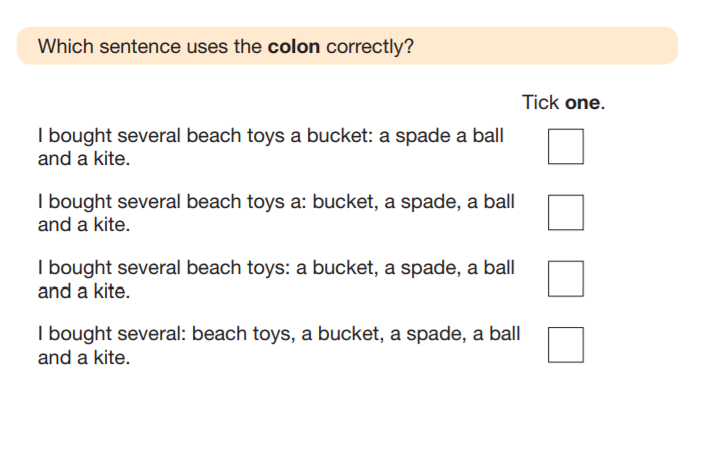 Which sentence uses the colon correctly?
Tick one.
I bought several beach toys a bucket: a spade a ball
and a kite.
I bought several beach toys a: bucket, a spade, a ball
and a kite.
I bought several beach toys: a bucket, a spade, a ball
and a kite.
I bought several: beach toys, a bucket, a spade, a ball
and a kite.